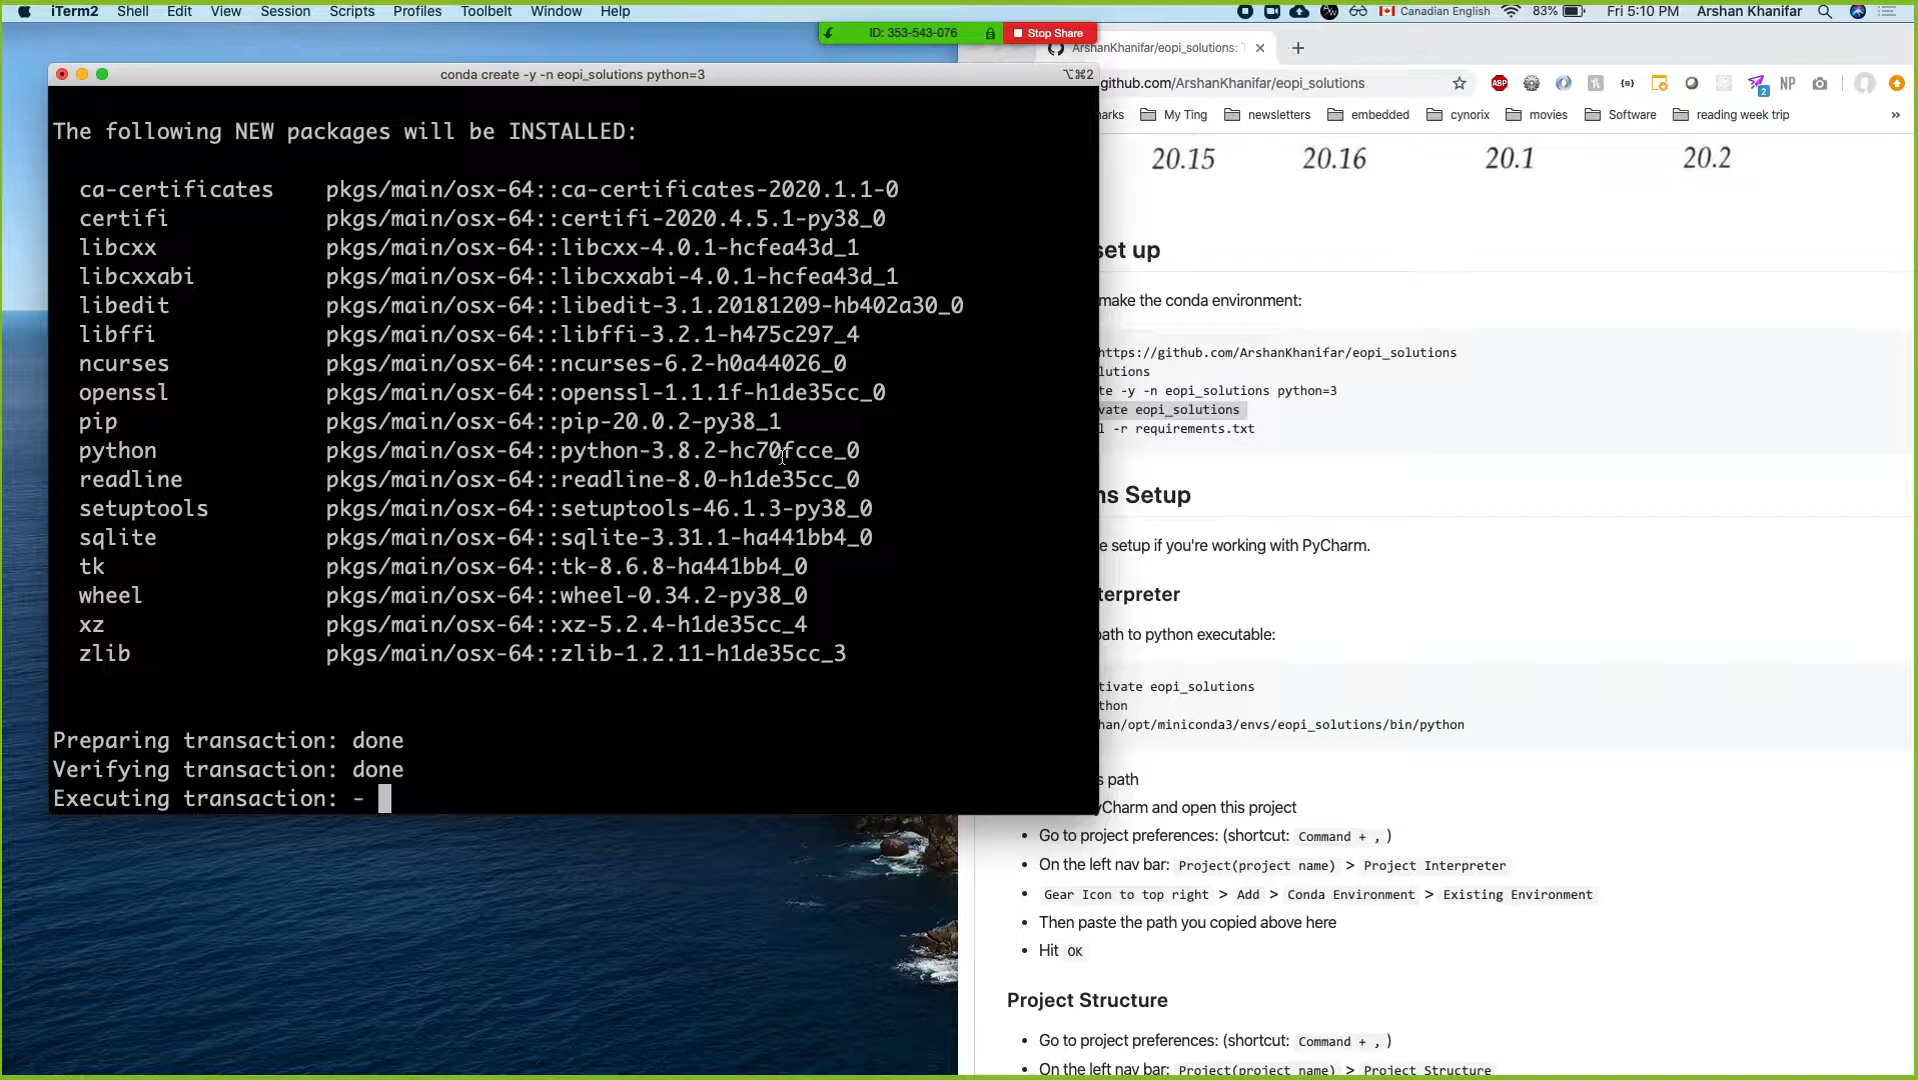 iTerm2 Shell Edit View Session Scripts Profiles Toolbelt Window Help
Canadian English 83% Fri 5:10 PM Arshan Khanifar
ID: 353-543-076 Stop Share
ArshanKhanifar/eopi_solutions: T
conda create -y -n eopi_solutions python=3 ⌥⌘2
github.com/ArshanKhanifar/eopi_solutions
ABP 2 NP
arks My Ting newsletters embedded cynorix movies Software reading week trip »
The following NEW packages will be INSTALLED:
ca-certificates pkgs/main/osx-64::ca-certificates-2020.1.1-0
certifi pkgs/main/osx-64::certifi-2020.4.5.1-py38_0
libcxx pkgs/main/osx-64::libcxx-4.0.1-hcfea43d_1
libcxxabi pkgs/main/osx-64::libcxxabi-4.0.1-hcfea43d_1
libedit pkgs/main/osx-64::libedit-3.1.20181209-hb402a30_0
libffi pkgs/main/osx-64::libffi-3.2.1-h475c297_4
ncurses pkgs/main/osx-64::ncurses-6.2-h0a44026_0
openssl pkgs/main/osx-64::openssl-1.1.1f-h1de35cc_0
pip pkgs/main/osx-64::pip-20.0.2-py38_1
python pkgs/main/osx-64::python-3.8.2-hc70fcce_0
readline pkgs/main/osx-64::readline-8.0-h1de35cc_0
setuptools pkgs/main/osx-64::setuptools-46.1.3-py38_0
sqlite pkgs/main/osx-64::sqlite-3.31.1-ha441bb4_0
tk pkgs/main/osx-64::tk-8.6.8-ha441bb4_0
wheel pkgs/main/osx-64::wheel-0.34.2-py38_0
xz pkgs/main/osx-64::xz-5.2.4-h1de35cc_4
zlib pkgs/main/osx-64::zlib-1.2.11-h1de35cc_3
Preparing transaction: done
Verifying transaction: done
Executing transaction: -
20.15 20.16 20.1 20.2
set up
make the conda environment:
https://github.com/ArshanKhanifar/eopi_solutions
lutions
te -y -n eopi_solutions python=3
vate eopi_solutions
l -r requirements.txt
ns Setup
e setup if you're working with PyCharm.
terpreter
path to python executable:
tivate eopi_solutions
thon
han/opt/miniconda3/envs/eopi_solutions/bin/python
s path
yCharm and open this project
• Go to project preferences: (shortcut: Command + , )
• On the left nav bar: Project(project name) > Project Interpreter
• Gear Icon to top right > Add > Conda Environment > Existing Environment
• Then paste the path you copied above here
• Hit OK
Project Structure
• Go to project preferences: (shortcut: Command + , )
• On the left nav bar: Project(project name) > Project Structure